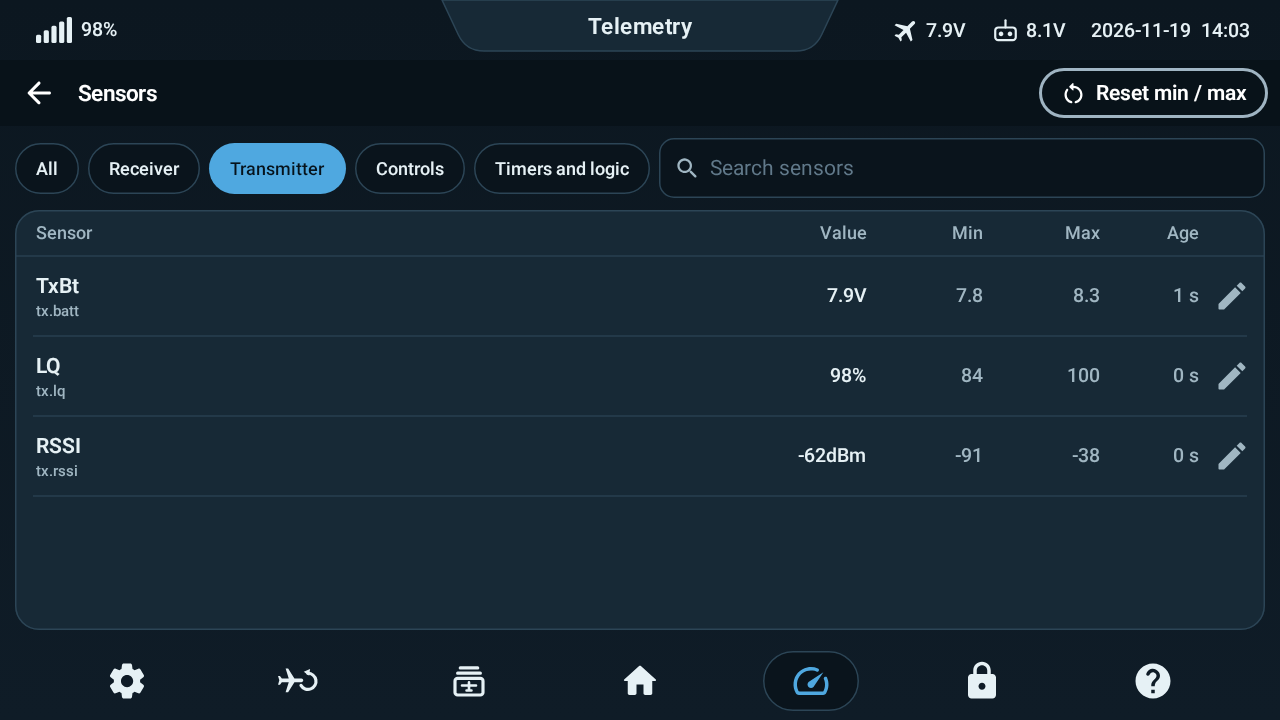 98%
Telemetry
7.9V
8.1V
2026-11-19 14:03
Sensors
Reset min / max
All
Receiver
Transmitter
Controls
Timers and logic
Search sensors
Sensor Value Min Max Age
TxBt
tx.batt
7.9V 7.8 8.3 1 s
LQ
tx.lq
98% 84 100 0 s
RSSI
tx.rssi
-62dBm -91 -38 0 s